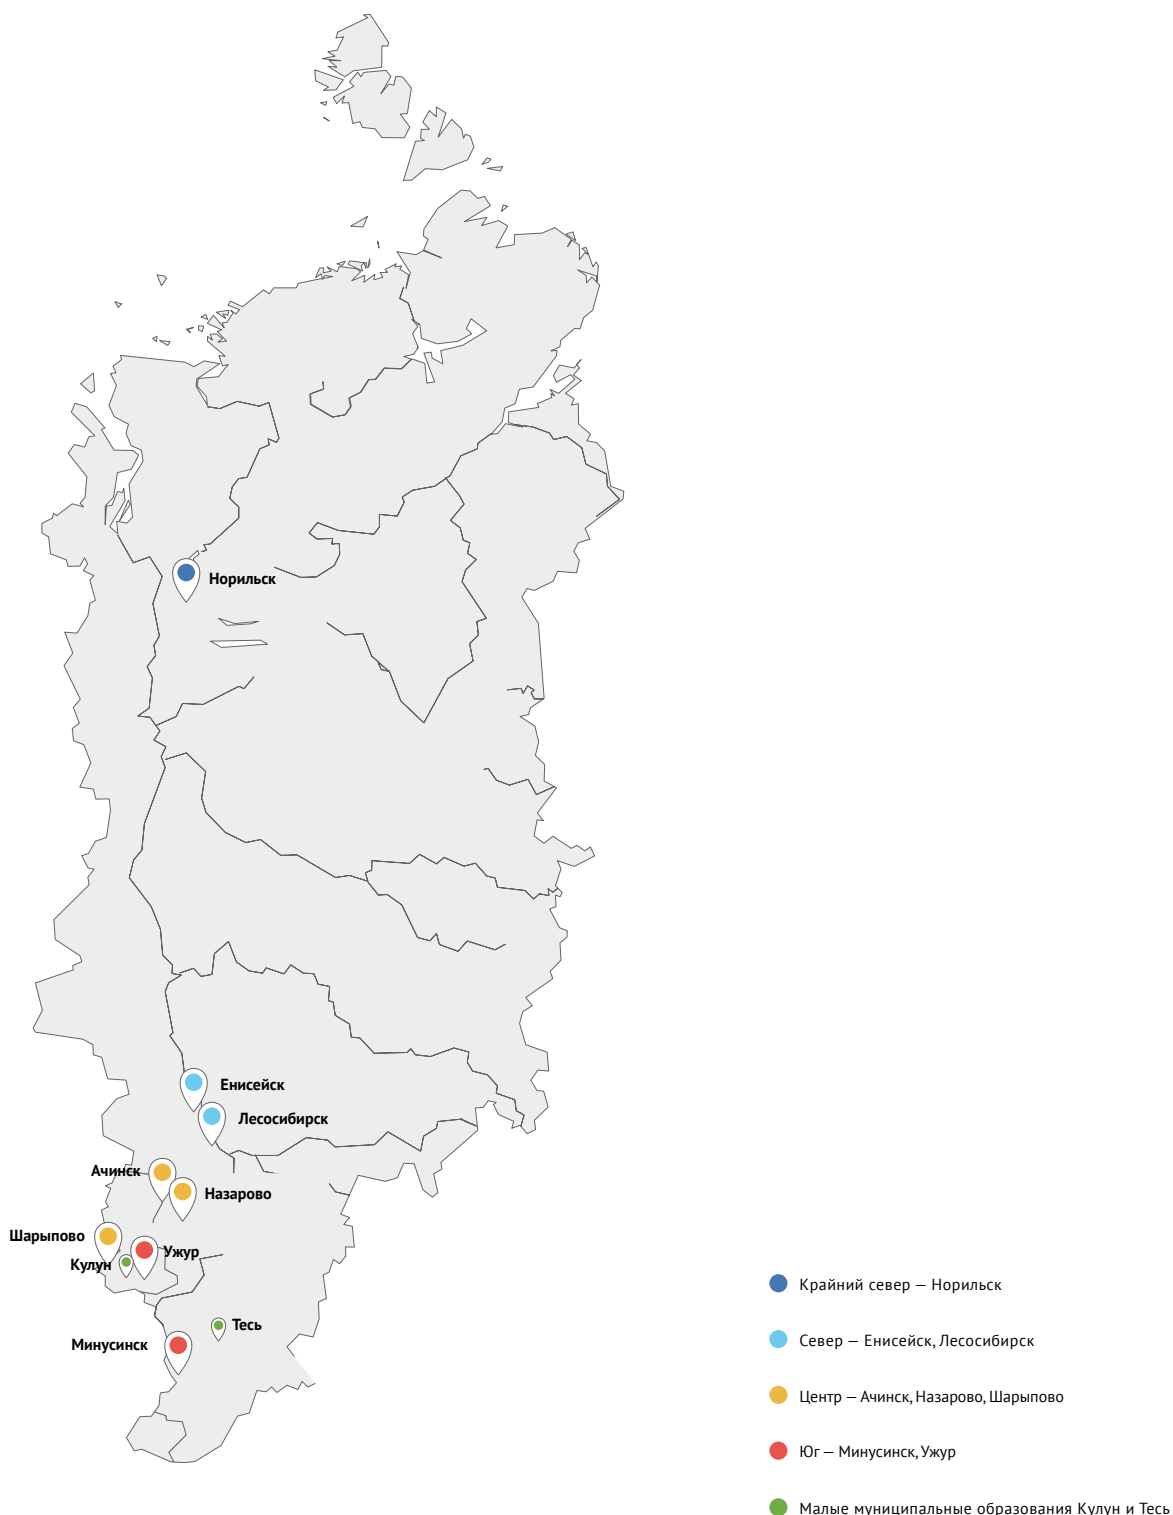 Норильск
Енисейск
Лесосибирск
Ачинск
Назарово
Шарыпово
Ужур
Кулун
Тесь
Минусинск
Крайний север — Норильск
Север — Енисейск, Лесосибирск
Центр — Ачинск, Назарово, Шарыпово
Юг — Минусинск, Ужур
Малые муниципальные образования Кулун и Тесь